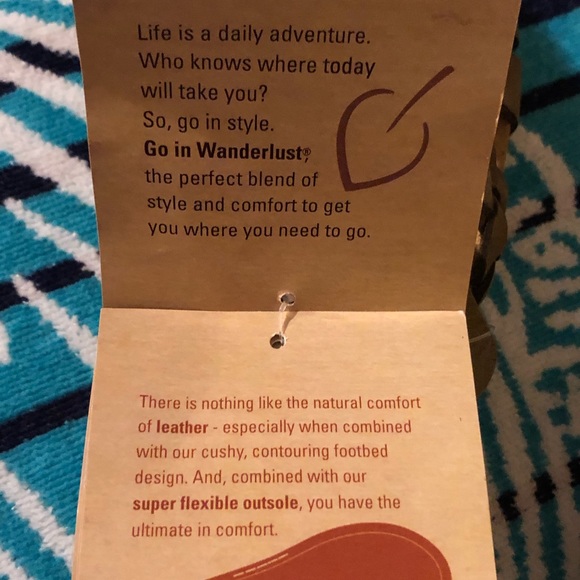 Life is a daily adventure.
Who knows where today
will take you?
So, go in style.
Go in Wanderlust®,
the perfect blend of
style and comfort to get
you where you need to go.
There is nothing like the natural comfort
of leather - especially when combined
with our cushy, contouring footbed
design. And, combined with our
super flexible outsole, you have the
ultimate in comfort.